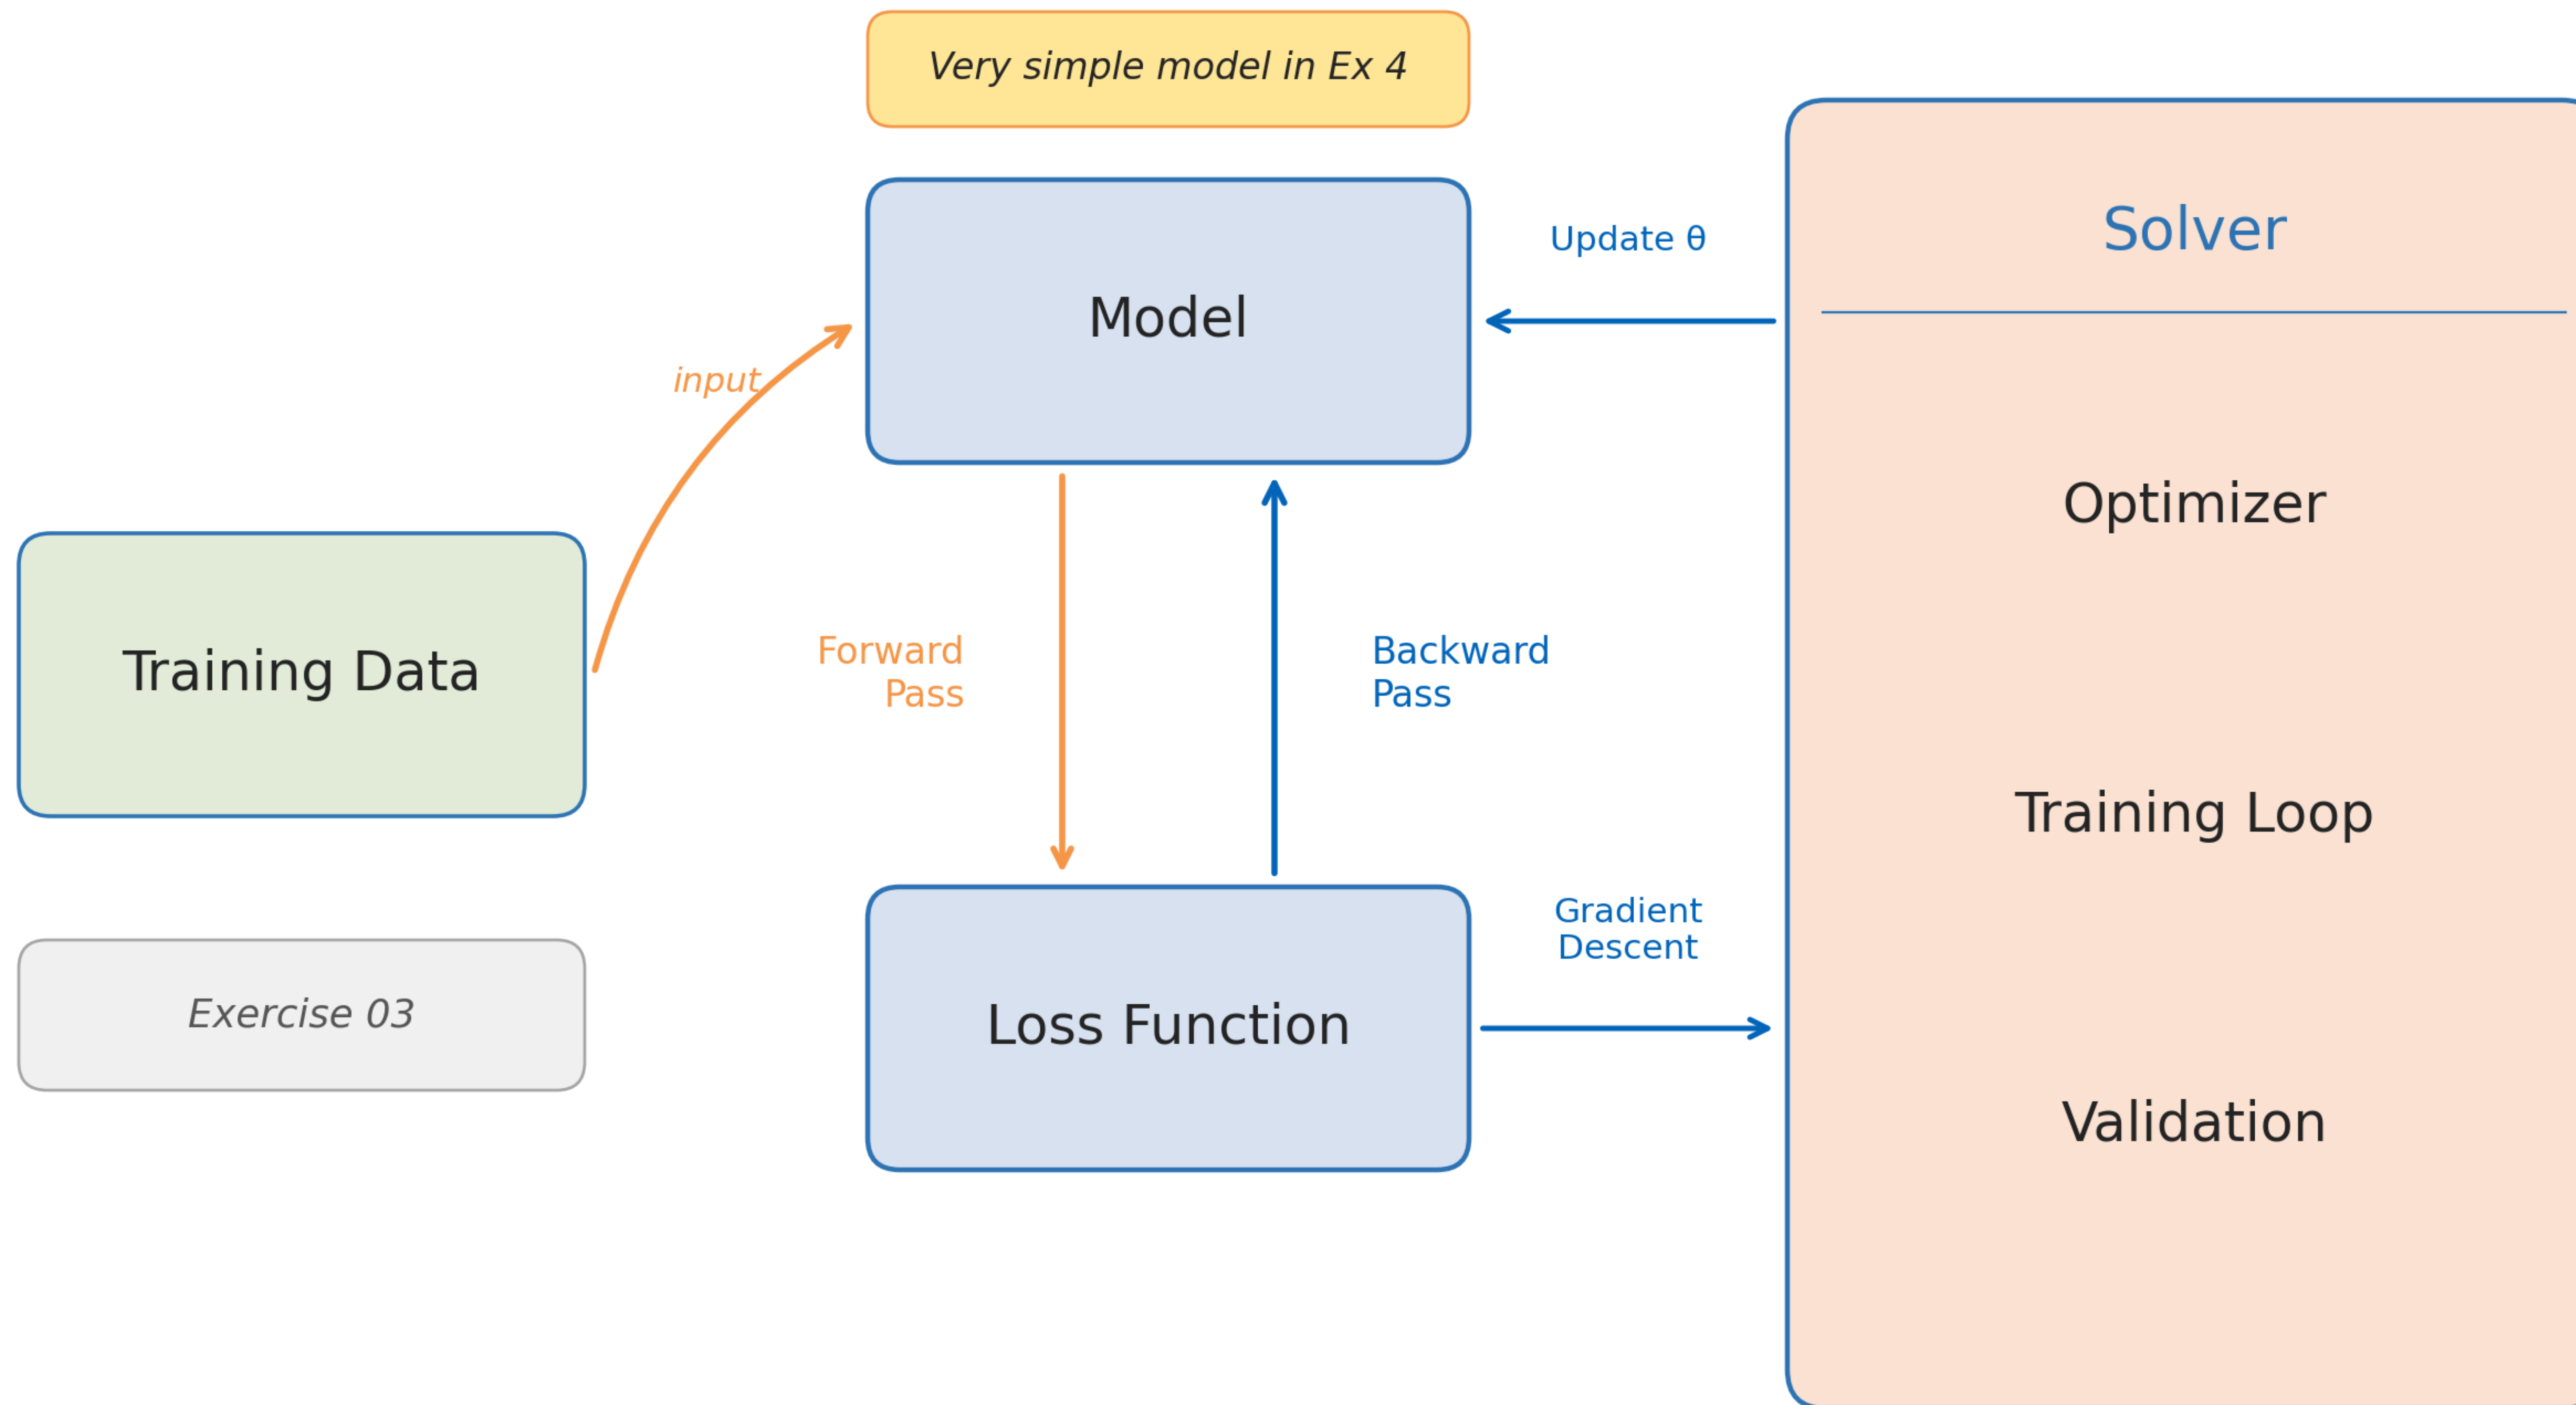 Very simple model in Ex 4
Model
Update θ
Solver
input
Optimizer
Training Data
Forward
Pass
Backward
Pass
Training Loop
Gradient
Descent
Exercise 03
Loss Function
Validation